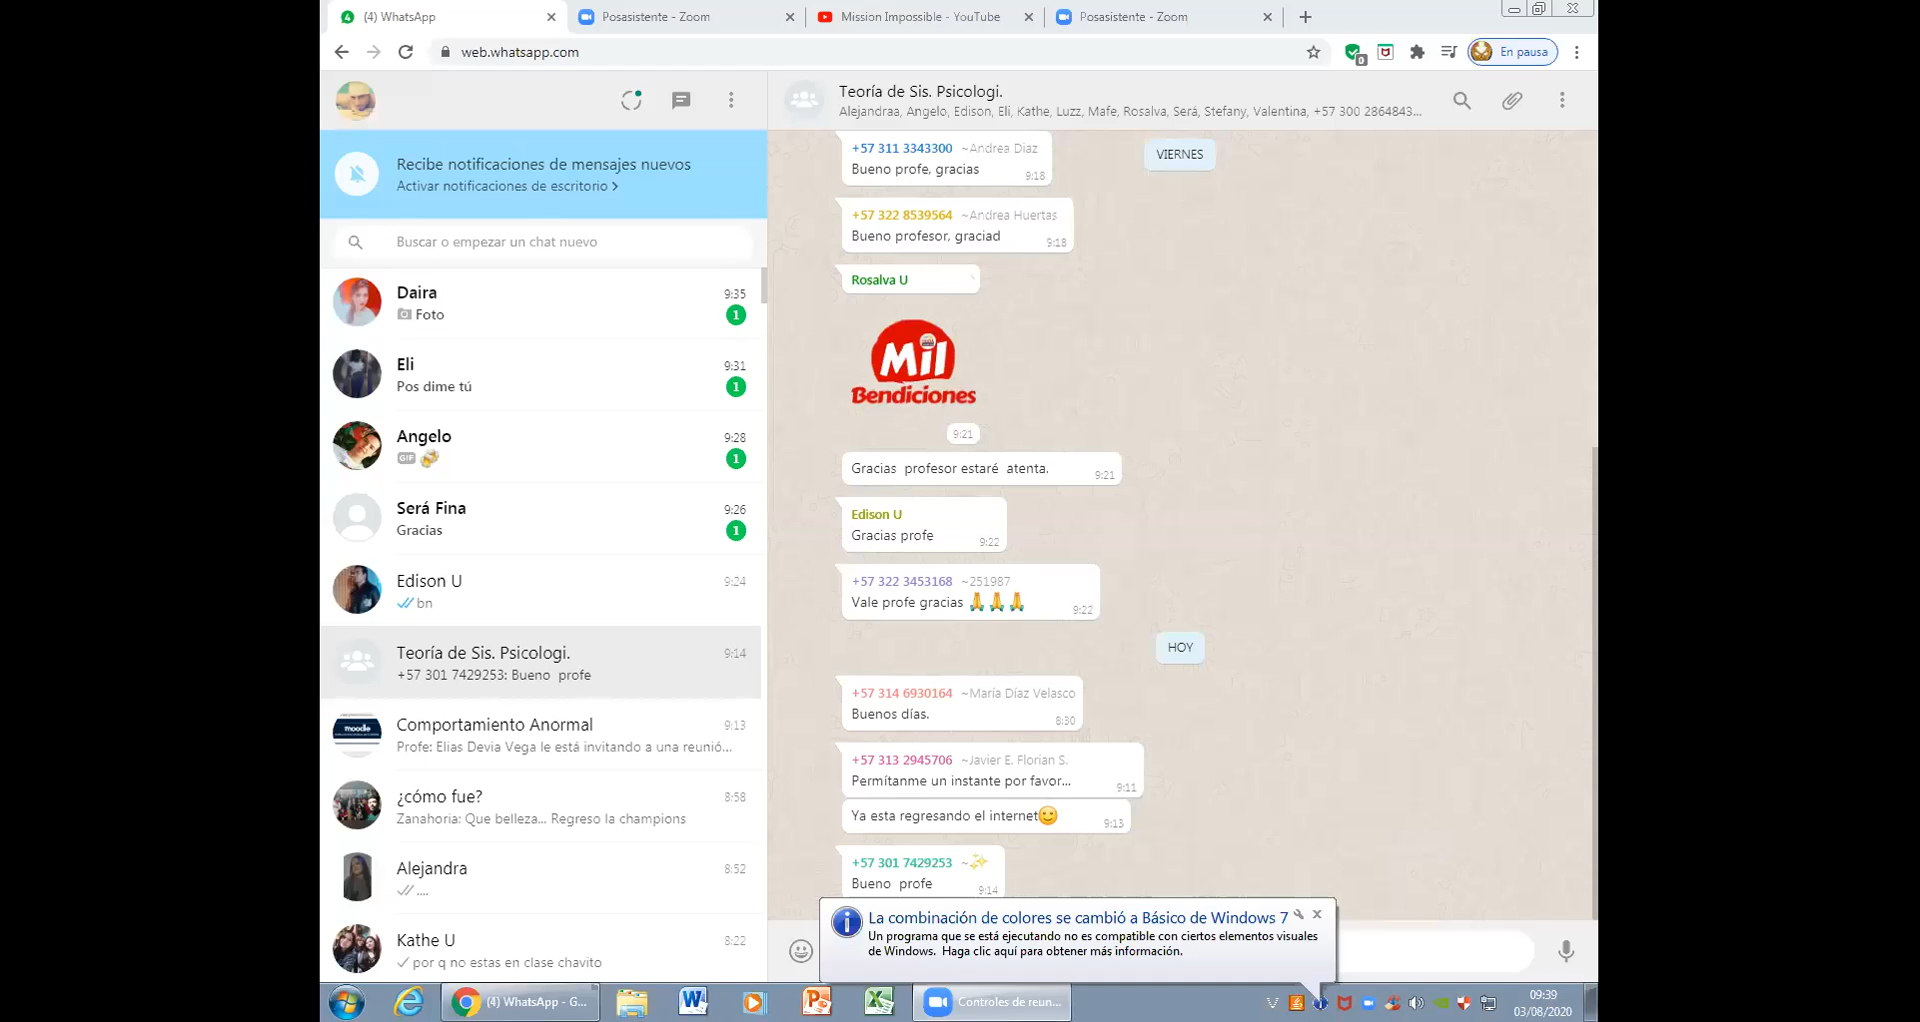 (4) WhatsApp
Posasistente - Zoom
Mission Impossible - YouTube
Posasistente - Zoom
web.whatsapp.com
0
En pausa
Recibe notificaciones de mensajes nuevos
Activar notificaciones de escritorio >
Buscar o empezar un chat nuevo
Daira 9:35
Foto 1
Eli 9:31
Pos dime tú 1
Angelo 9:28
GIF 1
Será Fina 9:26
Gracias 1
Edison U 9:24
bn
Teoría de Sis. Psicologi. 9:14
+57 301 7429253: Bueno profe
moodle
Comportamiento Anormal 9:13
Profe: Elias Devia Vega le está invitando a una reunió...
¿cómo fue? 8:58
Zanahoria: Que belleza... Regreso la champions
Alejandra 8:52
....
Kathe U 8:22
por q no estas en clase chavito
Teoría de Sis. Psicologi.
Alejandraa, Angelo, Edison, Eli, Kathe, Luzz, Mafe, Rosalva, Será, Stefany, Valentina, +57 300 2864843...
VIERNES
+57 311 3343300 ~Andrea Diaz
Bueno profe, gracias 9:18
+57 322 8539564 ~Andrea Huertas
Bueno profesor, graciad 9:18
Rosalva U
Mil
Bendiciones
9:21
Gracias profesor estaré atenta. 9:21
Edison U
Gracias profe 9:22
+57 322 3453168 ~251987
Vale profe gracias 🙏🙏🙏 9:22
HOY
+57 314 6930164 ~María Díaz Velasco
Buenos días. 8:30
+57 313 2945706 ~Javier E. Florian S.
Permítanme un instante por favor... 9:11
Ya esta regresando el internet😉 9:13
+57 301 7429253 ~✨
Bueno profe 9:14
La combinación de colores se cambió a Básico de Windows 7
Un programa que se está ejecutando no es compatible con ciertos elementos visuales
de Windows. Haga clic aquí para obtener más información.
(4) WhatsApp - G...
Controles de reun...
09:39
03/08/2020